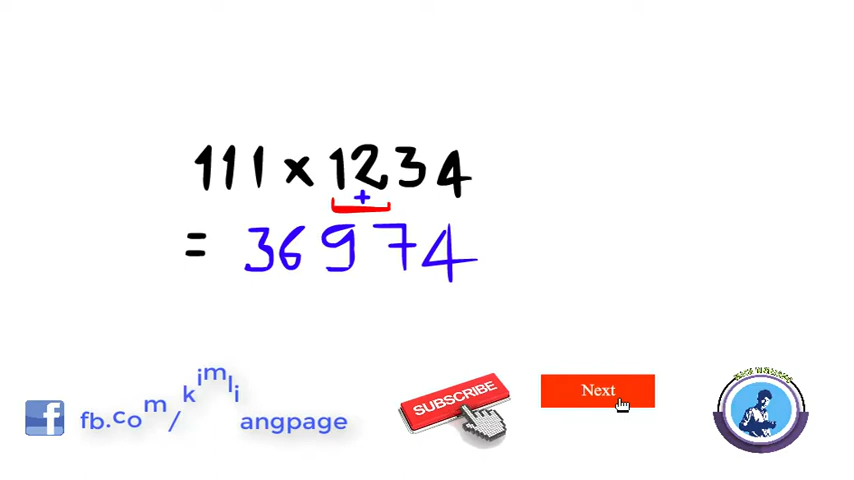 111 x 1234
+
= 36974
fb.com/kimliangpage
SUBSCRIBE
Next